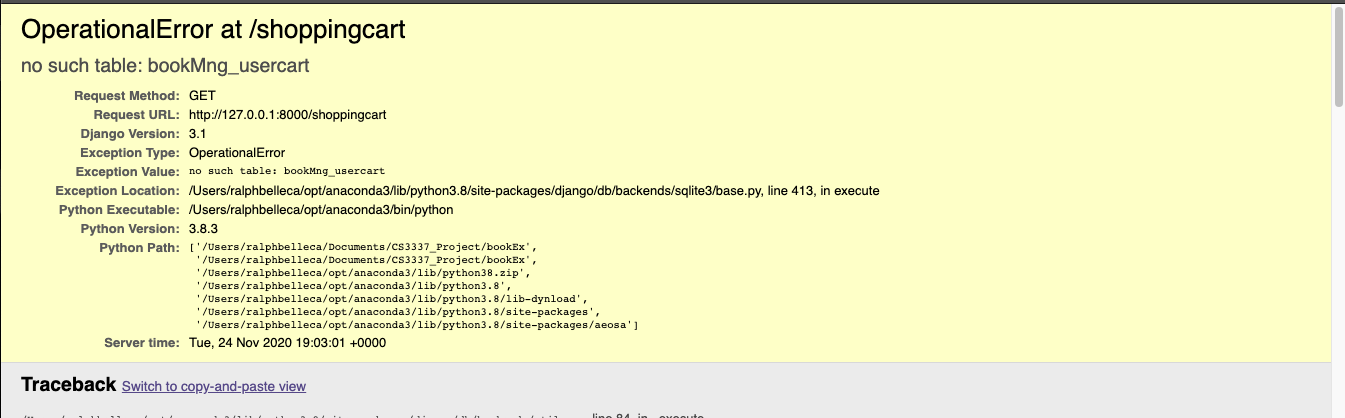 OperationalError at /shoppingcart
no such table: bookMng_usercart
Request Method: GET
Request URL: http://127.0.0.1:8000/shoppingcart
Django Version: 3.1
Exception Type: OperationalError
Exception Value: no such table: bookMng_usercart
Exception Location: /Users/ralphbelleca/opt/anaconda3/lib/python3.8/site-packages/django/db/backends/sqlite3/base.py, line 413, in execute
Python Executable: /Users/ralphbelleca/opt/anaconda3/bin/python
Python Version: 3.8.3
Python Path: ['/Users/ralphbelleca/Documents/CS3337_Project/bookEx',
'/Users/ralphbelleca/Documents/CS3337_Project/bookEx',
'/Users/ralphbelleca/opt/anaconda3/lib/python38.zip',
'/Users/ralphbelleca/opt/anaconda3/lib/python3.8',
'/Users/ralphbelleca/opt/anaconda3/lib/python3.8/lib-dynload',
'/Users/ralphbelleca/opt/anaconda3/lib/python3.8/site-packages',
'/Users/ralphbelleca/opt/anaconda3/lib/python3.8/site-packages/aeosa']
Server time: Tue, 24 Nov 2020 19:03:01 +0000
Traceback Switch to copy-and-paste view
line 84, in